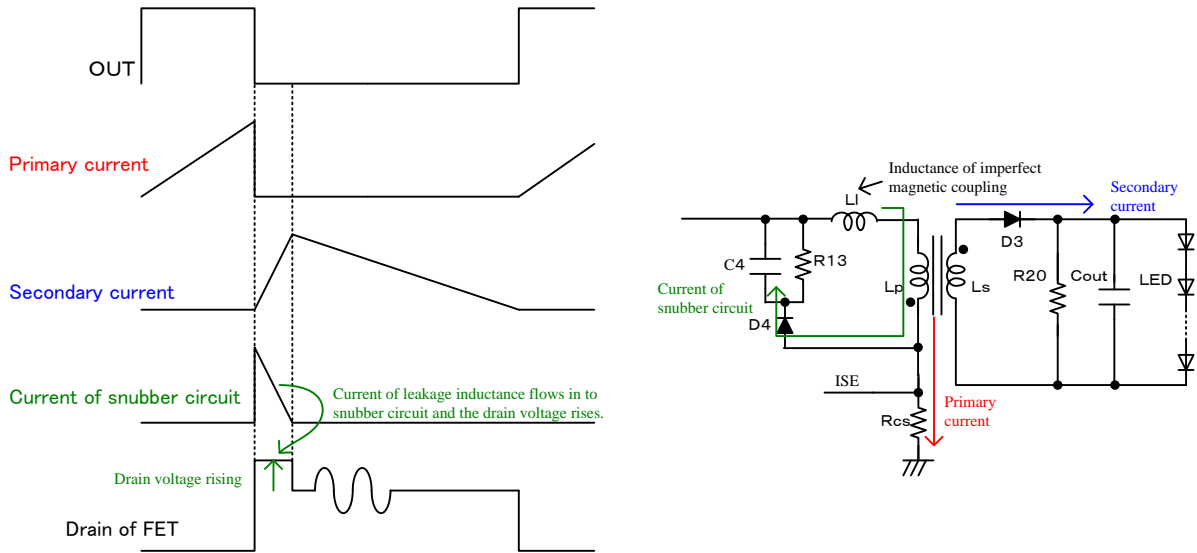 OUT
Primary current
Secondary current
Current of snubber circuit
Current of leakage inductance flows in to
snubber circuit and the drain voltage rises.
Drain voltage rising
Drain of FET
Inductance of imperfect
magnetic coupling
Secondary
current
Ll
D3
C4
R13
R20
Cout
LED
Lp
Ls
Current of
snubber circuit
D4
ISE
Primary
current
Rcs